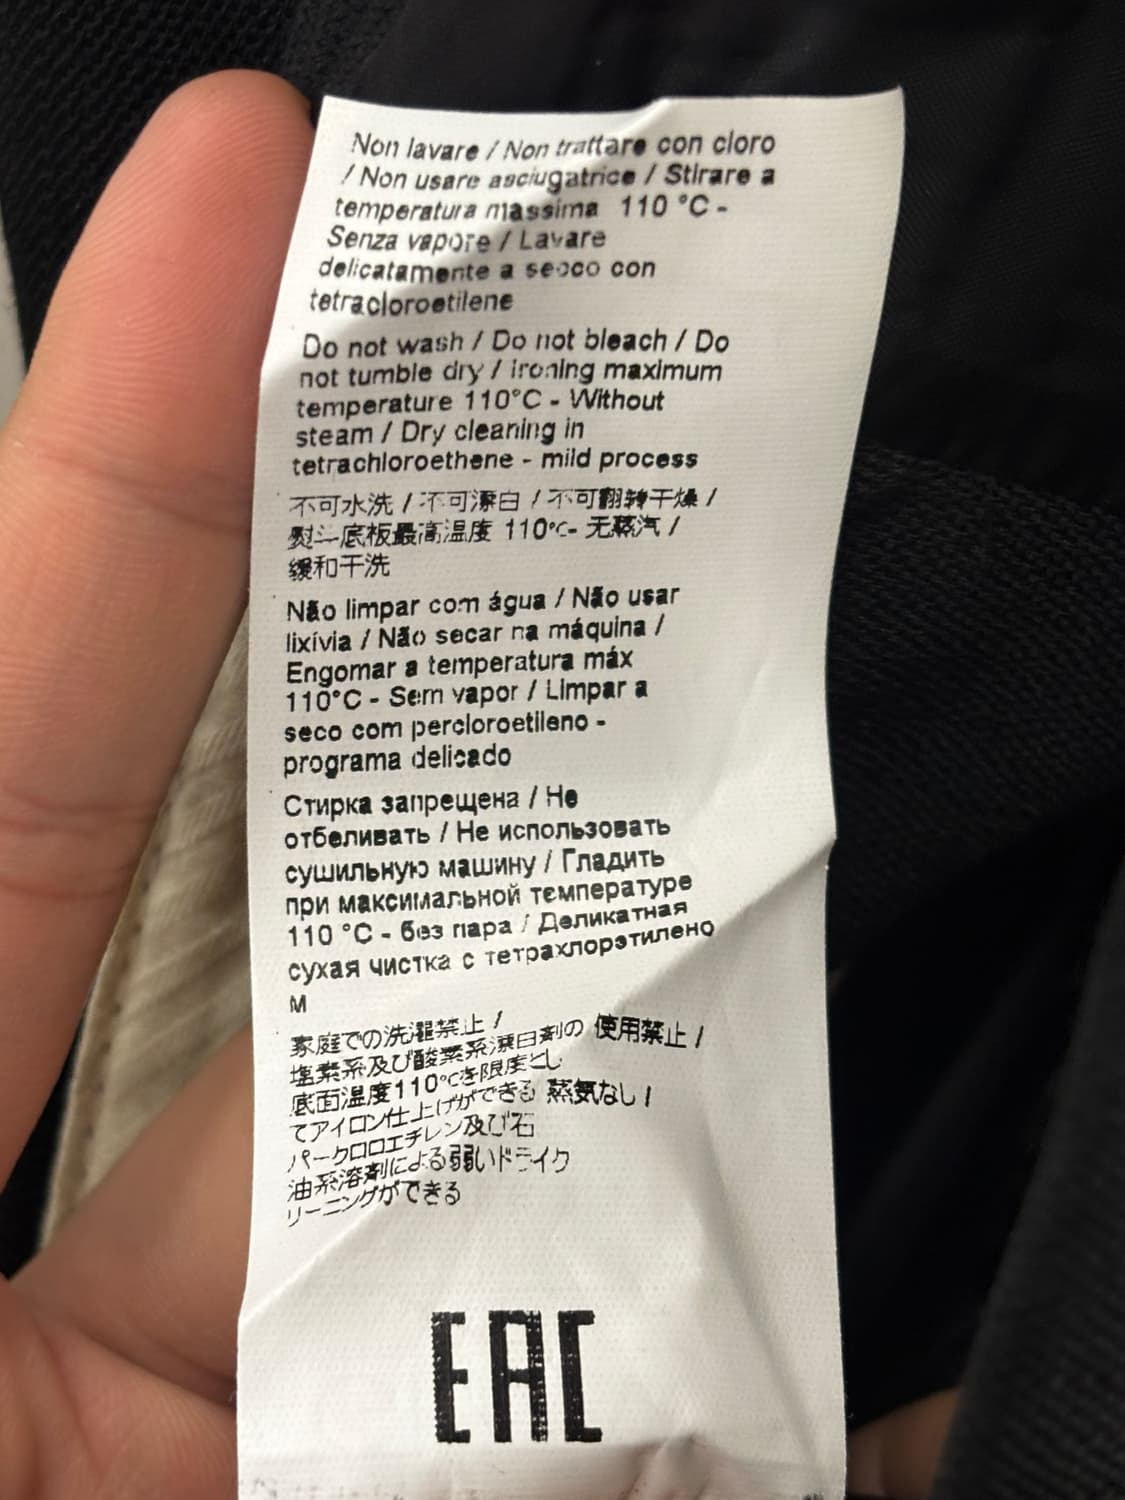 Non lavare / Non trattare con cloro
/ Non usare asciugatrice / Stirare a
temperatura massima 110 °C -
Senza vapore / Lavare
delicatamente a secco con
tetracloroetilene
Do not wash / Do not bleach / Do
not tumble dry / ironing maximum
temperature 110°C - Without
steam / Dry cleaning in
tetrachloroethene - mild process
不可水洗 / 不可漂白 / 不可翻转干燥 /
熨斗底板最高温度 110℃- 无蒸汽 /
缓和干洗
Não limpar com água / Não usar
lixívia / Não secar na máquina /
Engomar a temperatura máx
110°C - Sem vapor / Limpar a
seco com percloroetileno -
programa delicado
Стирка запрещена / Не
отбеливать / Не использовать
сушильную машину / Гладить
при максимальной температуре
110 °C - без пара / Деликатная
сухая чистка с тетрахлорэтилено
м
家庭での洗濯禁止 /
塩素系及び酸素系漂白剤の 使用禁止 /
底面温度110℃を限度とし
てアイロン仕上げができる 蒸気なし /
パークロロエチレン及び石
油系溶剤による弱いドライク
リーニングができる
EAC